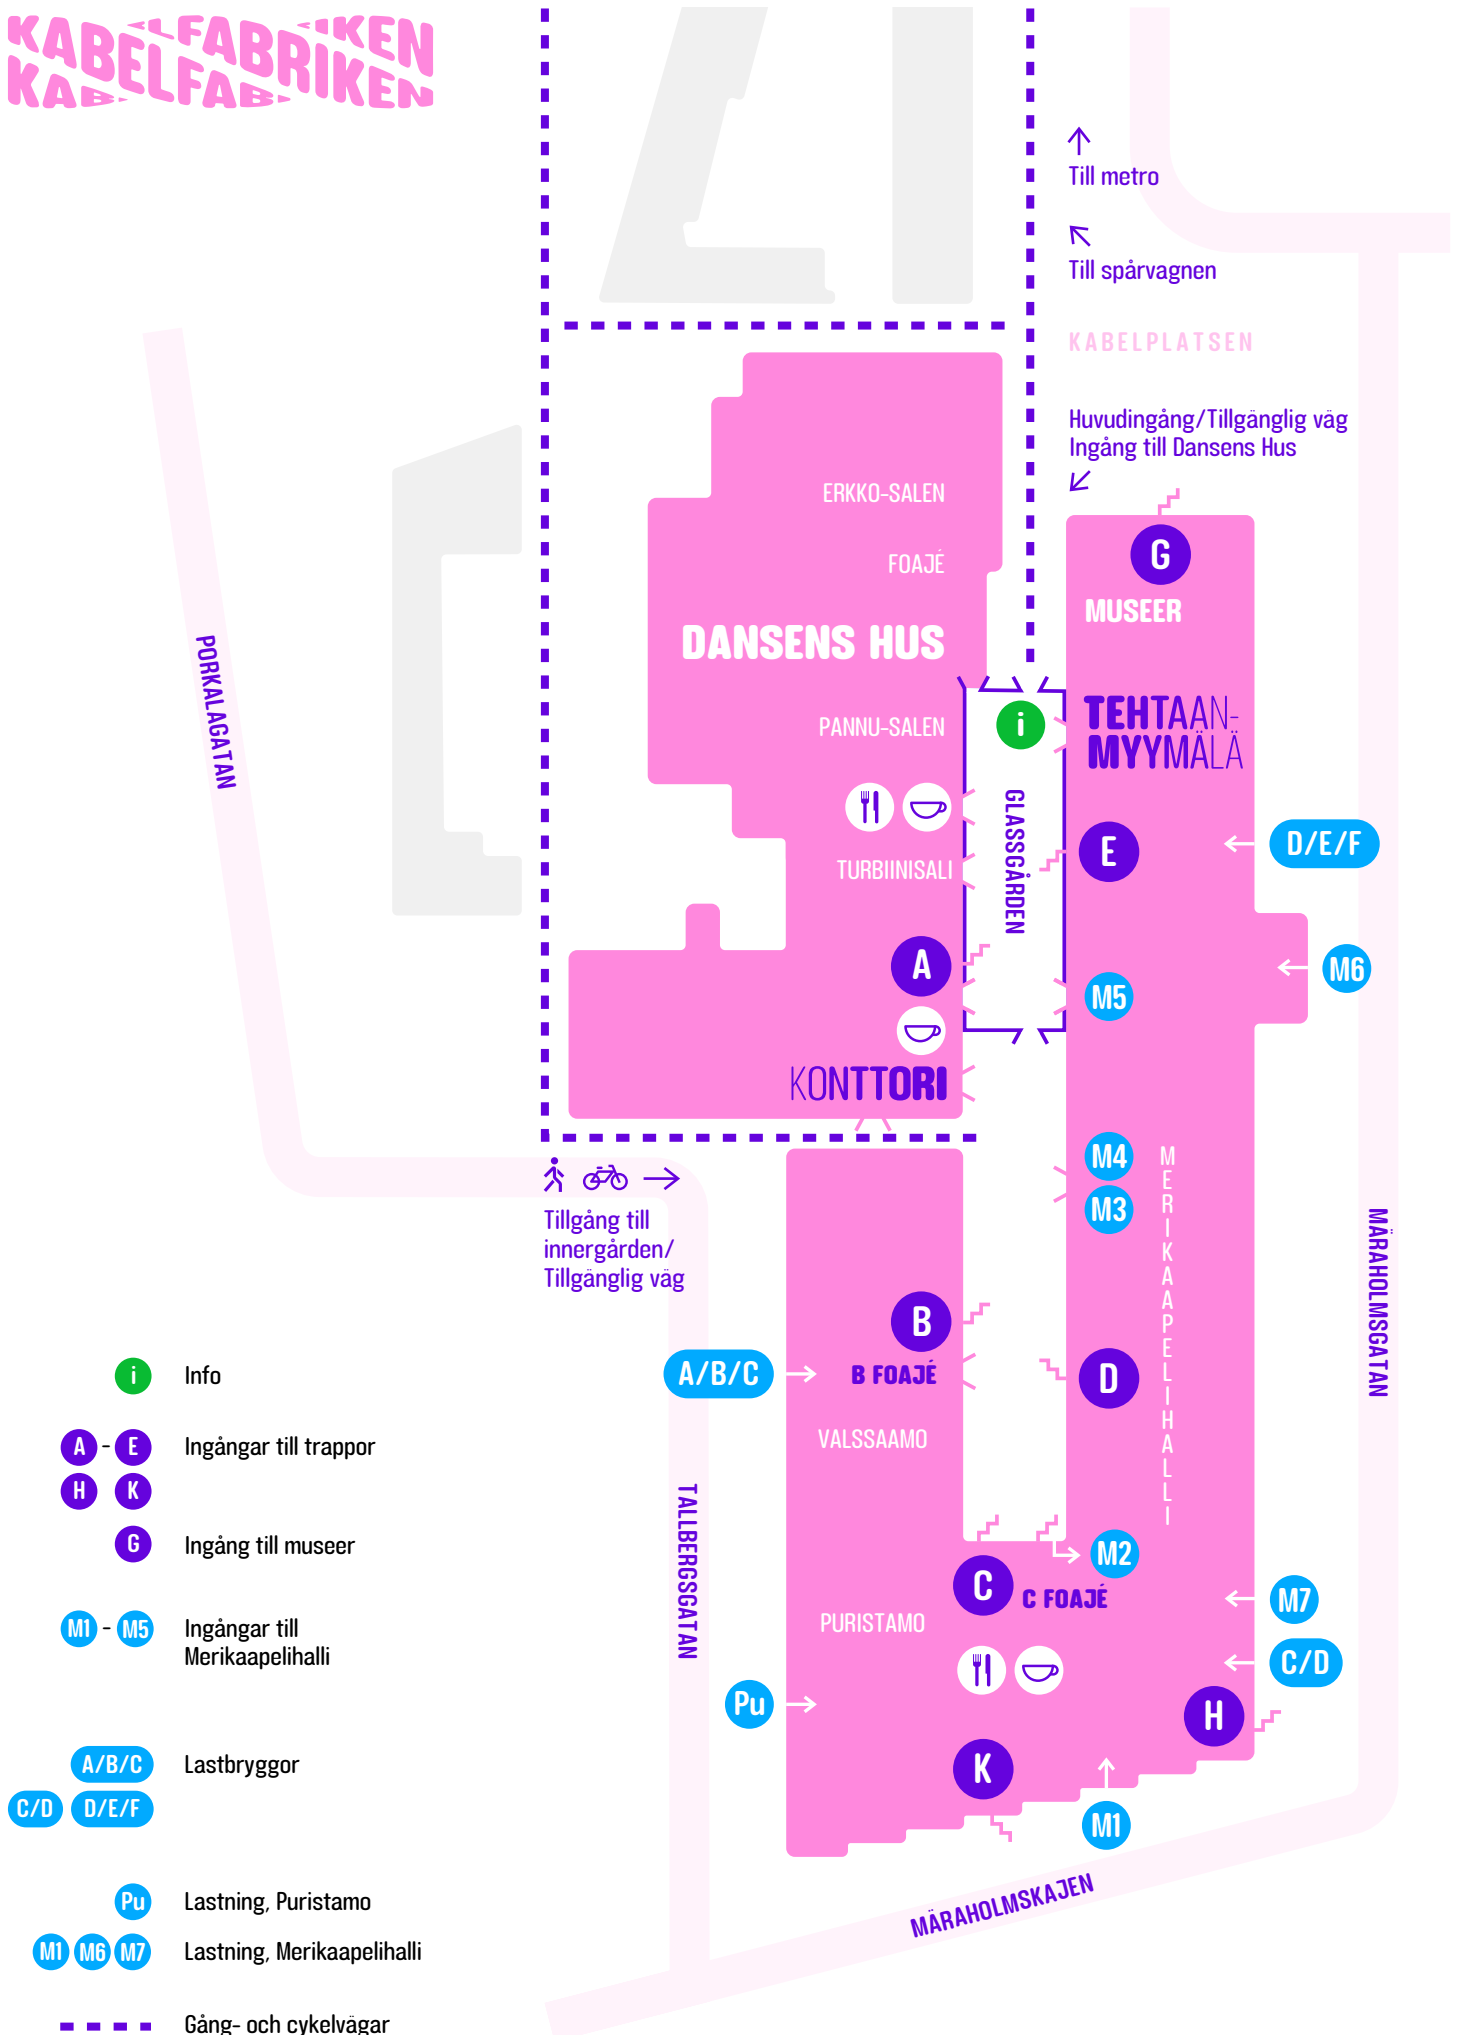 KABELFABRIKEN
KABELFABRIKEN
Till metro
Till spårvagnen
KABELPLATSEN
Huvudingång/Tillgänglig väg
Ingång till Dansens Hus
ERKKO-SALEN
FOAJÉ
DANSENS HUS
PANNU-SALEN
TURBIINISALI
A
KONTTORI
G
MUSEER
i
TEHTAAN-
MYYMÄLÄ
GLASSGÅRDEN
E
D/E/F
M6
M5
M4
M3
MERIKAAPELIHALLI
PORKALAGATAN
MÄRAHOLMSGATAN
Tillgång till
innergården/
Tillgänglig väg
B
A/B/C
B FOAJÉ
D
VALSSAAMO
TALLBERGSGATAN
M2
C
C FOAJÉ
M7
PURISTAMO
C/D
Pu
H
K
M1
MÄRAHOLMSKAJEN
i Info
A - E Ingångar till trappor
H K
G Ingång till museer
M1 - M5 Ingångar till
Merikaapelihalli
A/B/C Lastbryggor
C/D D/E/F
Pu Lastning, Puristamo
M1 M6 M7 Lastning, Merikaapelihalli
Gång- och cykelvägar